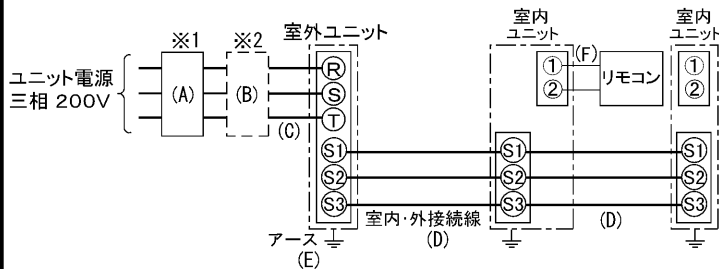 ※1
※2
室外ユニット
室内
ユニット
室内
ユニット
ユニット電源
三相 200V
(A)
(B)
(C)
R
S
T
S1
S2
S3
①
②
(F)
リモコン
①
②
S1
S2
S3
S1
S2
S3
室内・外接続線
(D)
(D)
アース
(E)